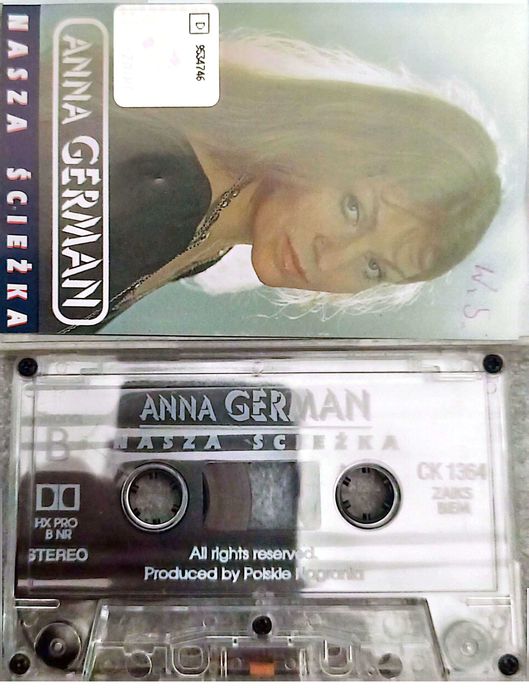 NASZA ŚCIEŻKA
ANNA GERMAN
D
9534746
W.S.
ANNA GERMAN
NASZA ŚCIEŻKA
B
CK 1364
ZAIKS
BIEM
HX PRO
B NR
STEREO
All rights reserved.
Produced by Polskie Nagrania